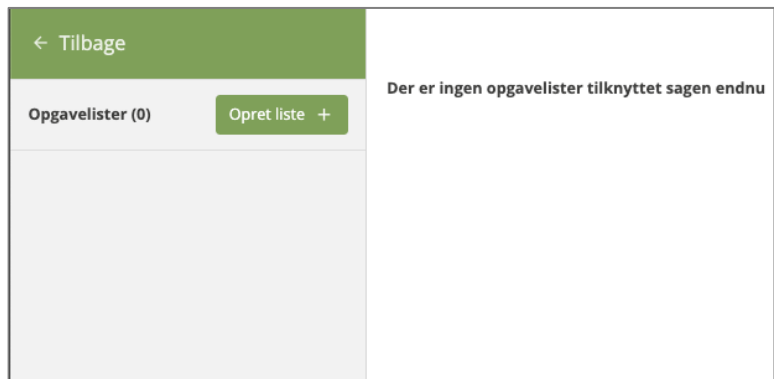 ← Tilbage
Opgavelister (0)
Opret liste +
Der er ingen opgavelister tilknyttet sagen endnu